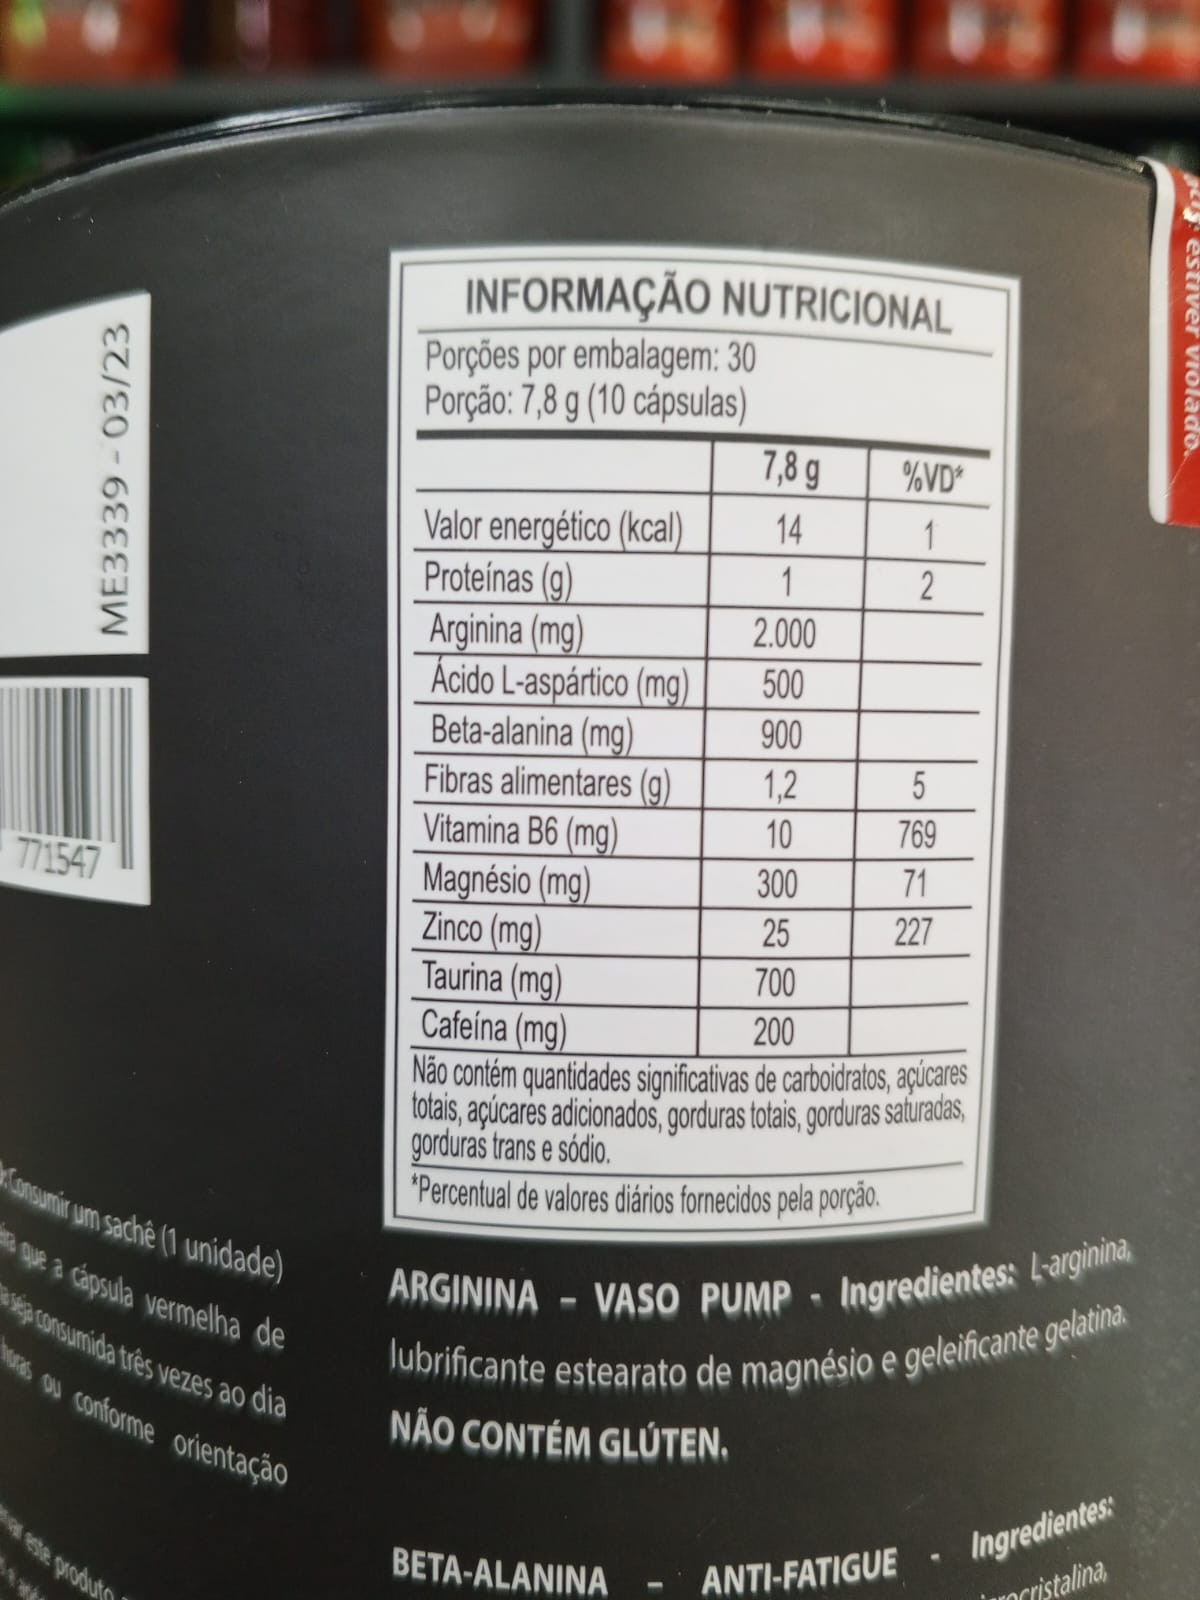 estiver violado.
ME3339 - 03/23
771547
INFORMAÇÃO NUTRICIONAL
Porções por embalagem: 30
Porção: 7,8 g (10 cápsulas)
7,8 g %VD*
Valor energético (kcal) 14 1
Proteínas (g) 1 2
Arginina (mg) 2.000
Ácido L-aspártico (mg) 500
Beta-alanina (mg) 900
Fibras alimentares (g) 1,2 5
Vitamina B6 (mg) 10 769
Magnésio (mg) 300 71
Zinco (mg) 25 227
Taurina (mg) 700
Cafeína (mg) 200
Não contém quantidades significativas de carboidratos, açúcares
totais, açúcares adicionados, gorduras totais, gorduras saturadas,
gorduras trans e sódio.
*Percentual de valores diários fornecidos pela porção.
Consumir um sachê (1 unidade)
que a cápsula vermelha de
seja consumida três vezes ao dia
horas ou conforme orientação
este produto
ARGININA – VASO PUMP - Ingredientes: L-arginina,
lubrificante estearato de magnésio e geleificante gelatina.
NÃO CONTÉM GLÚTEN.
BETA-ALANINA – ANTI-FATIGUE - Ingredientes: